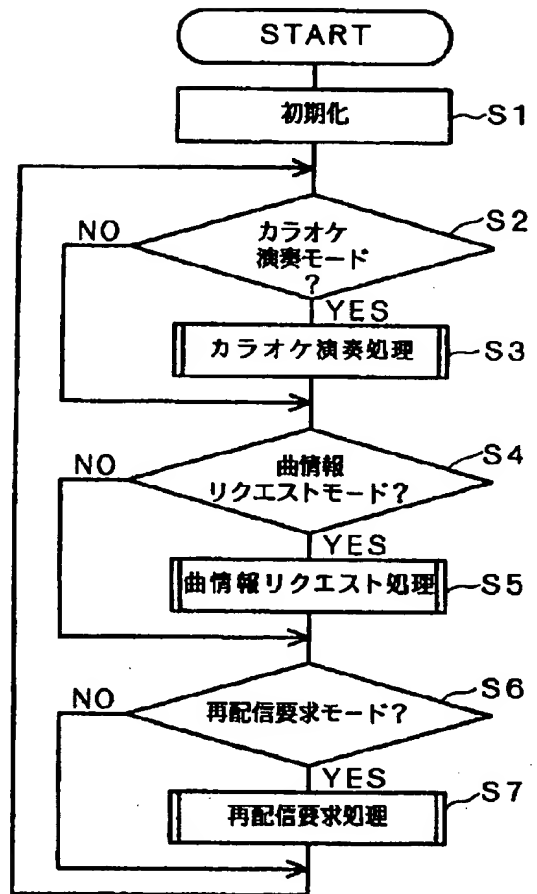 START
初期化
S1
NO
カラオケ
演奏モード
?
S2
YES
カラオケ演奏処理
S3
NO
曲情報
リクエストモード?
S4
YES
曲情報リクエスト処理
S5
NO
再配信要求モード?
S6
YES
再配信要求処理
S7